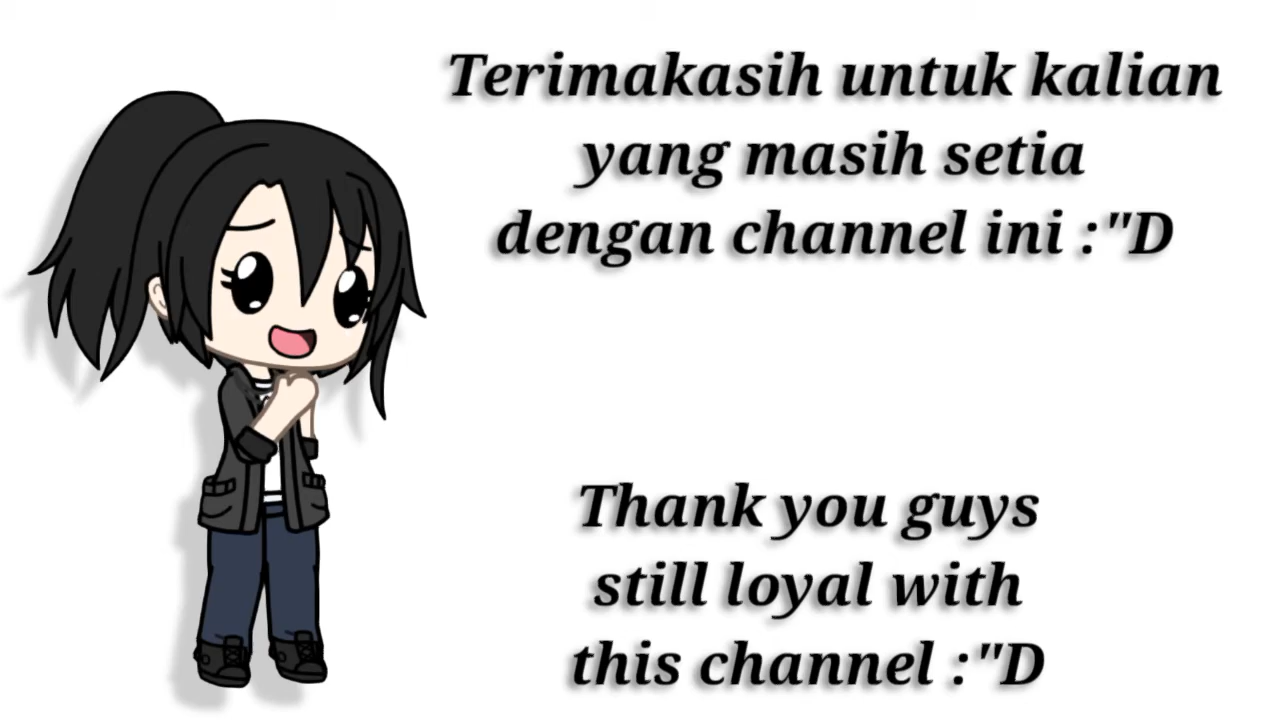 Terimakasih untuk kalian
yang masih setia
dengan channel ini :"D
Thank you guys
still loyal with
this channel :"D